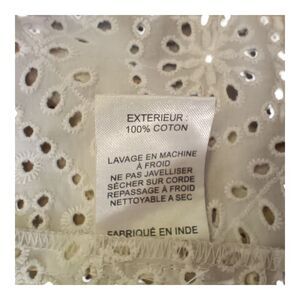 EXTERIEUR :
100% COTON
LAVAGE EN MACHINE
À FROID
NE PAS JAVELLISER
SÉCHER SUR CORDE
REPASSAGE À FROID
NETTOYABLE A SEC
FABRIQUÉ EN INDE